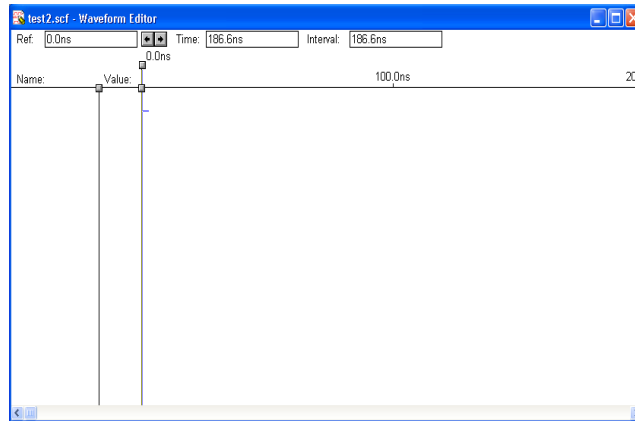 test2.scf - Waveform Editor
Ref: 0.0ns Time: 186.6ns Interval: 186.6ns
0.0ns
Name: Value: 100.0ns 20